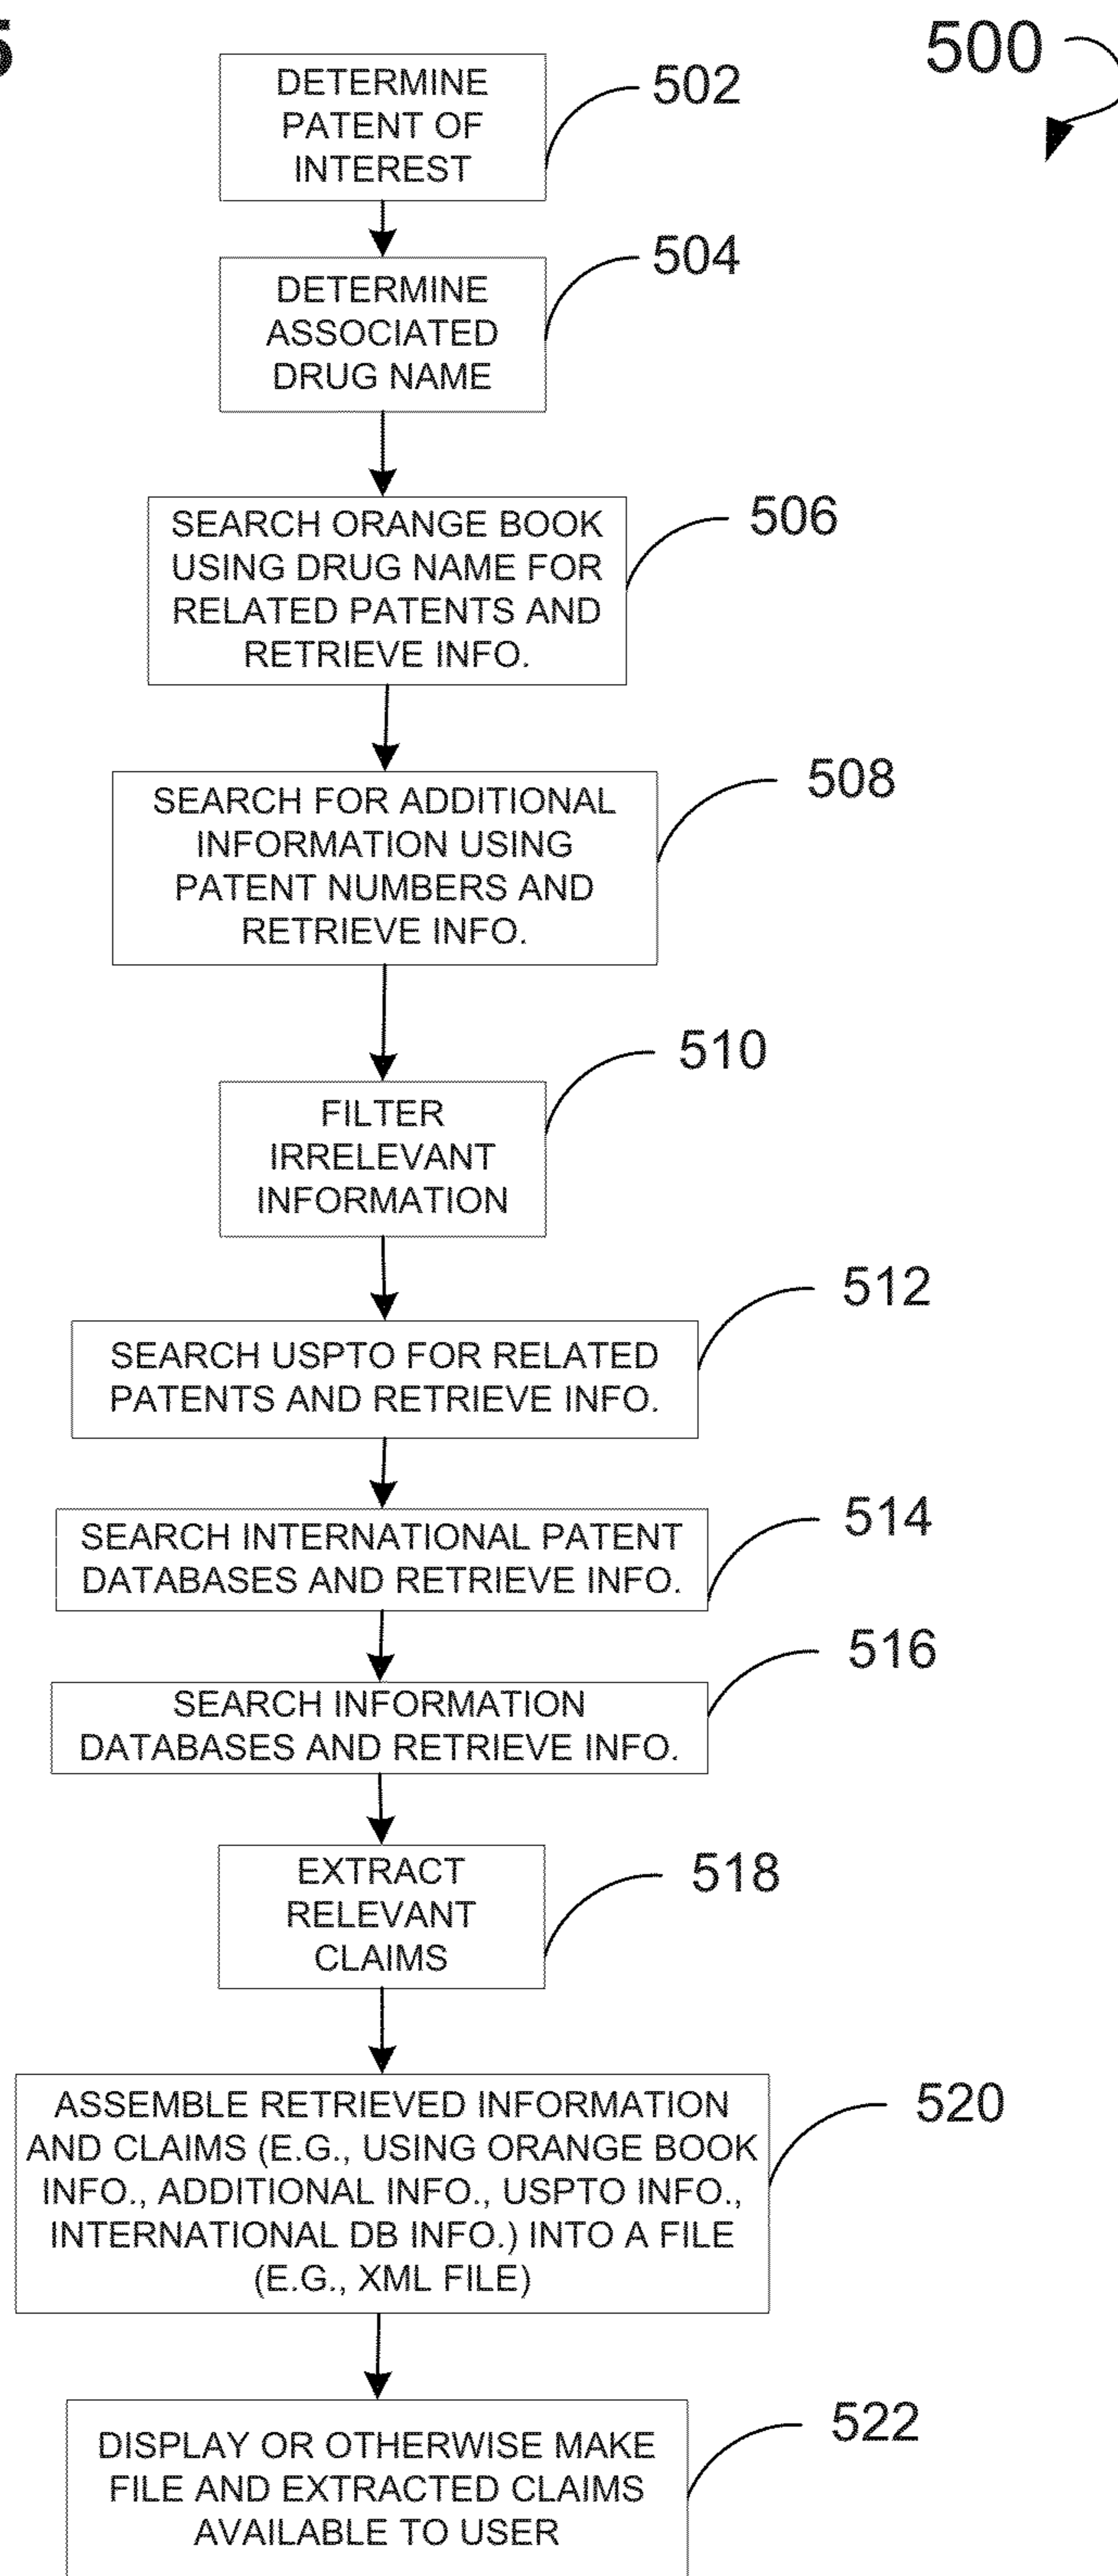 5
500
DETERMINE
PATENT OF
INTEREST
502
DETERMINE
ASSOCIATED
DRUG NAME
504
SEARCH ORANGE BOOK
USING DRUG NAME FOR
RELATED PATENTS AND
RETRIEVE INFO.
506
SEARCH FOR ADDITIONAL
INFORMATION USING
PATENT NUMBERS AND
RETRIEVE INFO.
508
FILTER
IRRELEVANT
INFORMATION
510
SEARCH USPTO FOR RELATED
PATENTS AND RETRIEVE INFO.
512
SEARCH INTERNATIONAL PATENT
DATABASES AND RETRIEVE INFO.
514
SEARCH INFORMATION
DATABASES AND RETRIEVE INFO.
516
EXTRACT
RELEVANT
CLAIMS
518
ASSEMBLE RETRIEVED INFORMATION
AND CLAIMS (E.G., USING ORANGE BOOK
INFO., ADDITIONAL INFO., USPTO INFO.,
INTERNATIONAL DB INFO.) INTO A FILE
(E.G., XML FILE)
520
DISPLAY OR OTHERWISE MAKE
FILE AND EXTRACTED CLAIMS
AVAILABLE TO USER
522